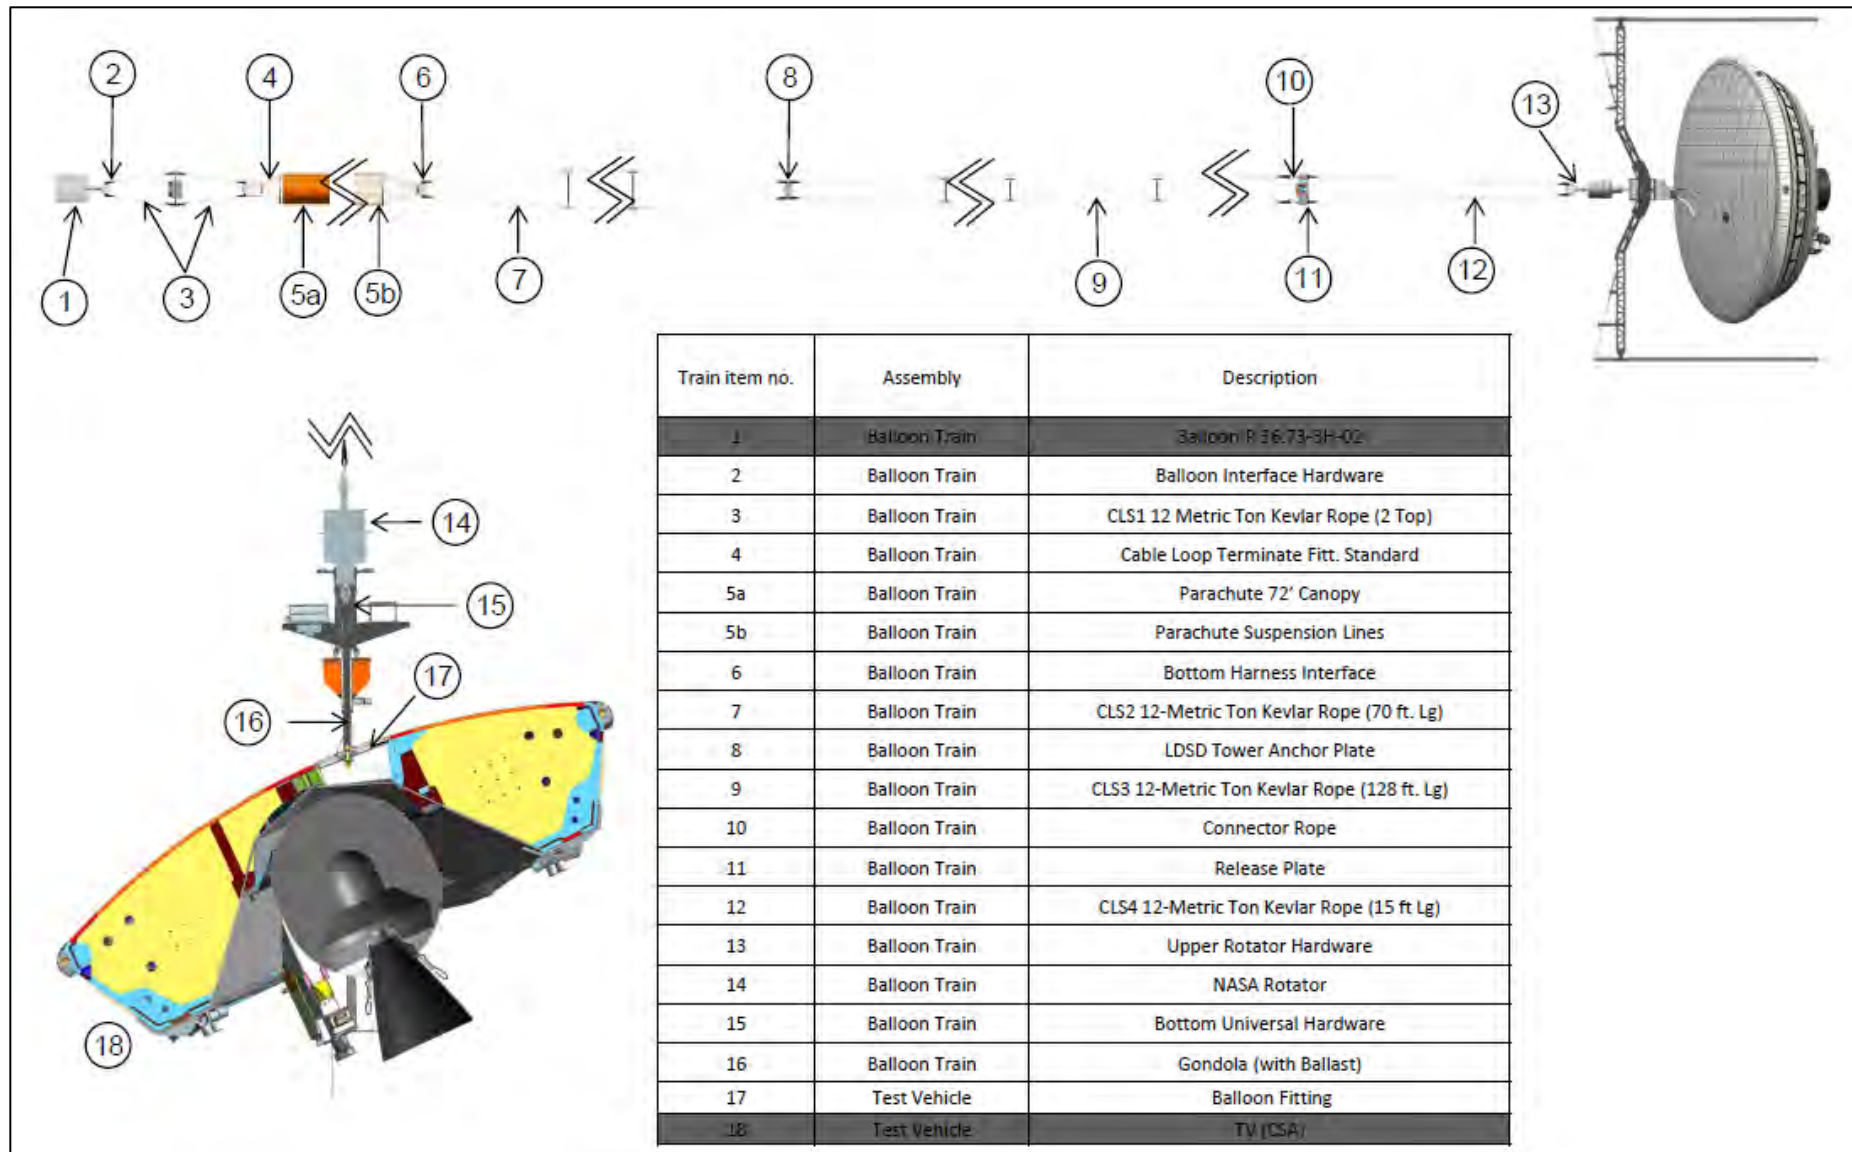 2
4
6
8
10
13
1
3
5a
5b
7
9
11
12
14
15
16
17
18
Train item no. Assembly Description
1 Balloon Train
2 Balloon Train Balloon Interface Hardware
3 Balloon Train CLS1 12 Metric Ton Kevlar Rope (2 Top)
4 Balloon Train Cable Loop Terminate Fitt. Standard
5a Balloon Train Parachute 72' Canopy
5b Balloon Train Parachute Suspension Lines
6 Balloon Train Bottom Harness Interface
7 Balloon Train CLS2 12-Metric Ton Kevlar Rope (70 ft. Lg)
8 Balloon Train LDSD Tower Anchor Plate
9 Balloon Train CLS3 12-Metric Ton Kevlar Rope (128 ft. Lg)
10 Balloon Train Connector Rope
11 Balloon Train Release Plate
12 Balloon Train CLS4 12-Metric Ton Kevlar Rope (15 ft Lg)
13 Balloon Train Upper Rotator Hardware
14 Balloon Train NASA Rotator
15 Balloon Train Bottom Universal Hardware
16 Balloon Train Gondola (with Ballast)
17 Test Vehicle Balloon Fitting
18 Test Vehicle TV (CSA)